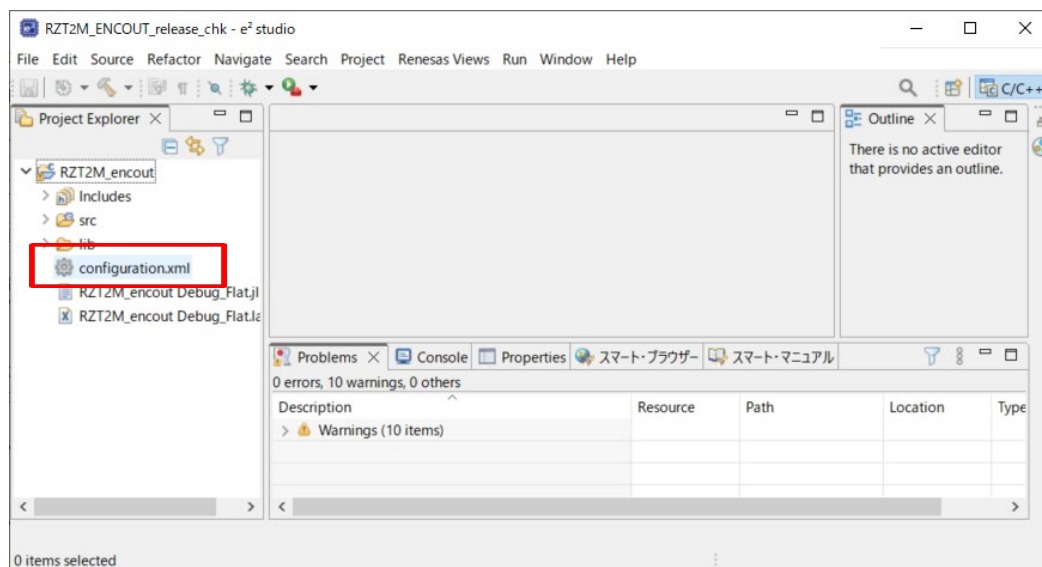 RZT2M_ENCOUT_release_chk - e² studio
File Edit Source Refactor Navigate Search Project Renesas Views Run Window Help
C/C++
Project Explorer
RZT2M_encout
Includes
src
lib
configuration.xml
RZT2M_encout Debug_Flat.jl
RZT2M_encout Debug_Flat.la
Outline
There is no active editor
that provides an outline.
Problems Console Properties スマート・ブラウザー スマート・マニュアル
0 errors, 10 warnings, 0 others
Description Resource Path Location Type
Warnings (10 items)
0 items selected